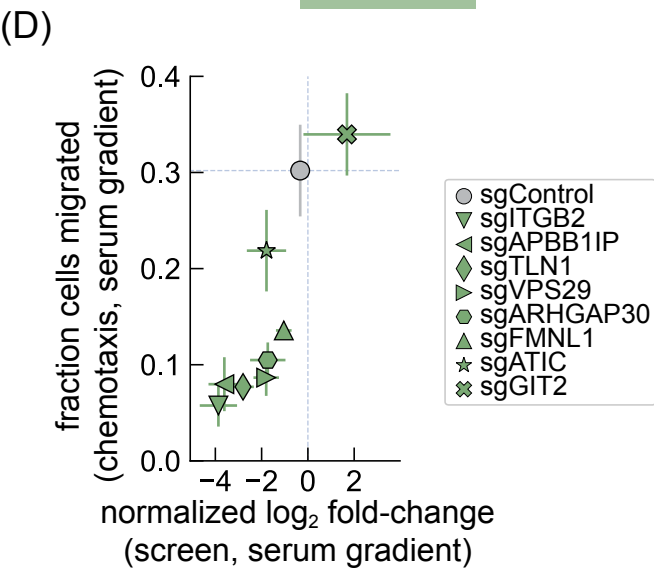 (D)
fraction cells migrated
(chemotaxis, serum gradient)
0.4
0.3
0.2
0.1
0.0
−4 −2 0 2
normalized log₂ fold-change
(screen, serum gradient)
sgControl
sgITGB2
sgAPBB1IP
sgTLN1
sgVPS29
sgARHGAP30
sgFMNL1
sgATIC
sgGIT2